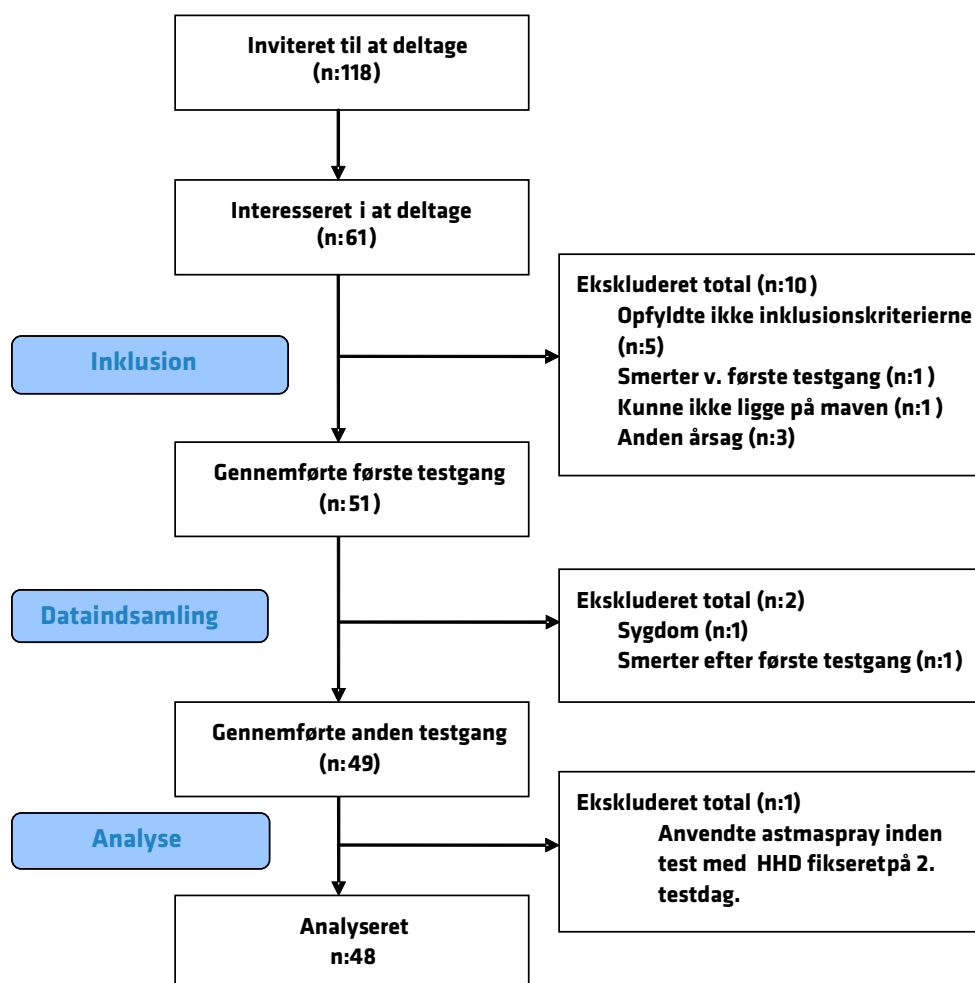 Inviteret til at deltage
(n:118)
Interesseret i at deltage
(n:61)
Ekskluderet total (n:10)
Opfyldte ikke inklusionskriterierne
(n:5)
Smerter v. første testgang (n:1)
Kunne ikke ligge på maven (n:1)
Anden årsag (n:3)
Inklusion
Gennemførte første testgang
(n:51)
Ekskluderet total (n:2)
Sygdom (n:1)
Smerter efter første testgang (n:1)
Dataindsamling
Gennemførte anden testgang
(n:49)
Ekskluderet total (n:1)
Anvendte astmaspray inden
test med HHD fikseret på 2.
testdag.
Analyse
Analyseret
n:48